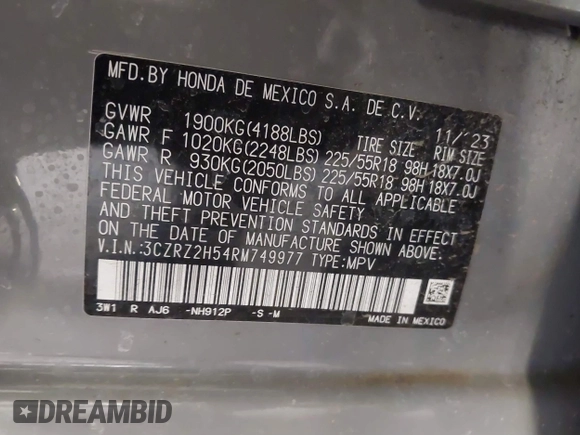 MFD.BY HONDA DE MEXICO S.A. DE C.V. 11/'23
GVWR 1900KG(4188LBS) TIRE SIZE RIM SIZE
GAWR F 1020KG(2248LBS) 225/55R18 98H 18X7.0J
GAWR R 930KG(2050LBS) 225/55R18 98H 18X7.0J
THIS VEHICLE CONFORMS TO ALL APPLICABLE
FEDERAL MOTOR VEHICLE SAFETY
AND THEFT PREVENTION STANDARDS IN EFFECT
ON THE DATE OF MANUFACTURE SHOWN ABOVE.
V.I.N.:3CZRZ2H54RM749977 TYPE:MPV
3W1 R AJ6 -NH912P -S -M
MADE IN MEXICO
DREAMBID